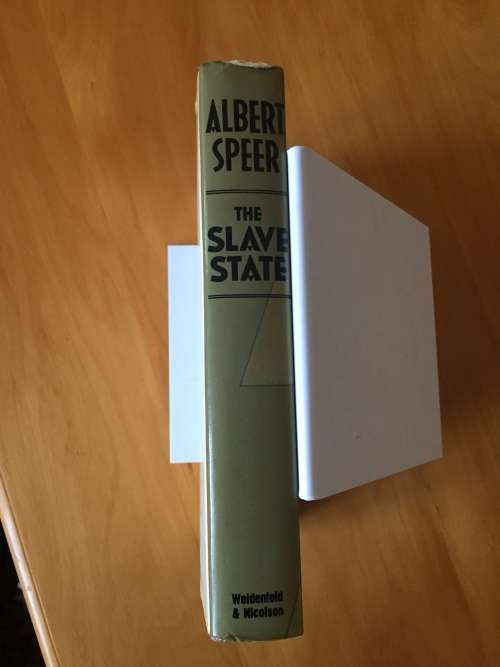 ALBERT
SPEER
THE
SLAVE
STATE
Weidenfeld
& Nicolson